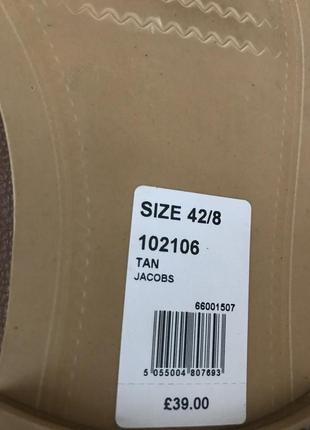 SIZE 42/8
102106
TAN
JACOBS
66001507
5 055004 807693
£39.00